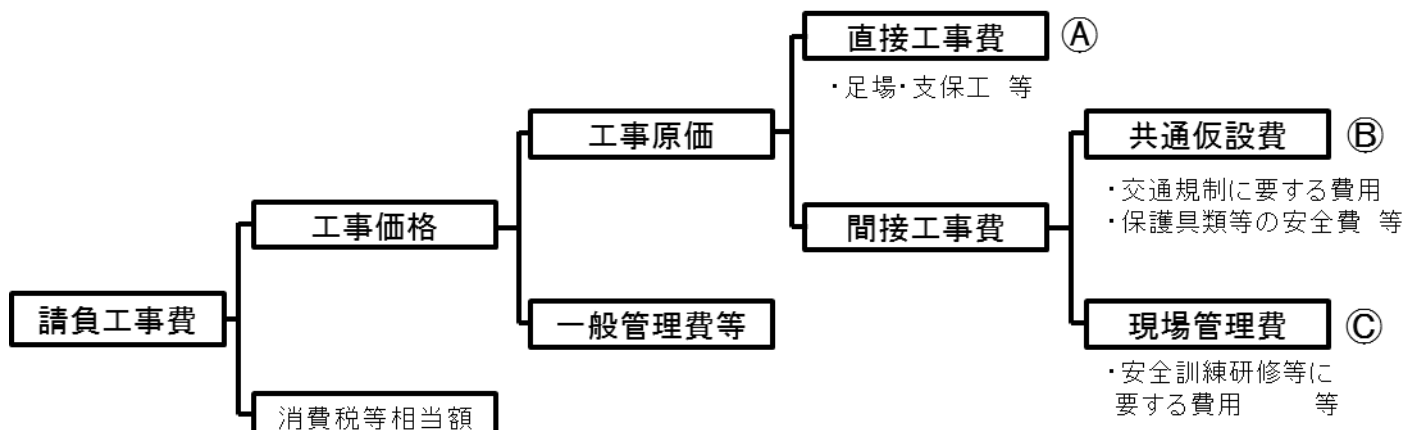 直接工事費 Ⓐ
・足場・支保工 等
工事原価
共通仮設費 Ⓑ
・交通規制に要する費用
・保護具類等の安全費 等
工事価格
間接工事費
請負工事費
一般管理費等
現場管理費 Ⓒ
・安全訓練研修等に
要する費用 等
消費税等相当額